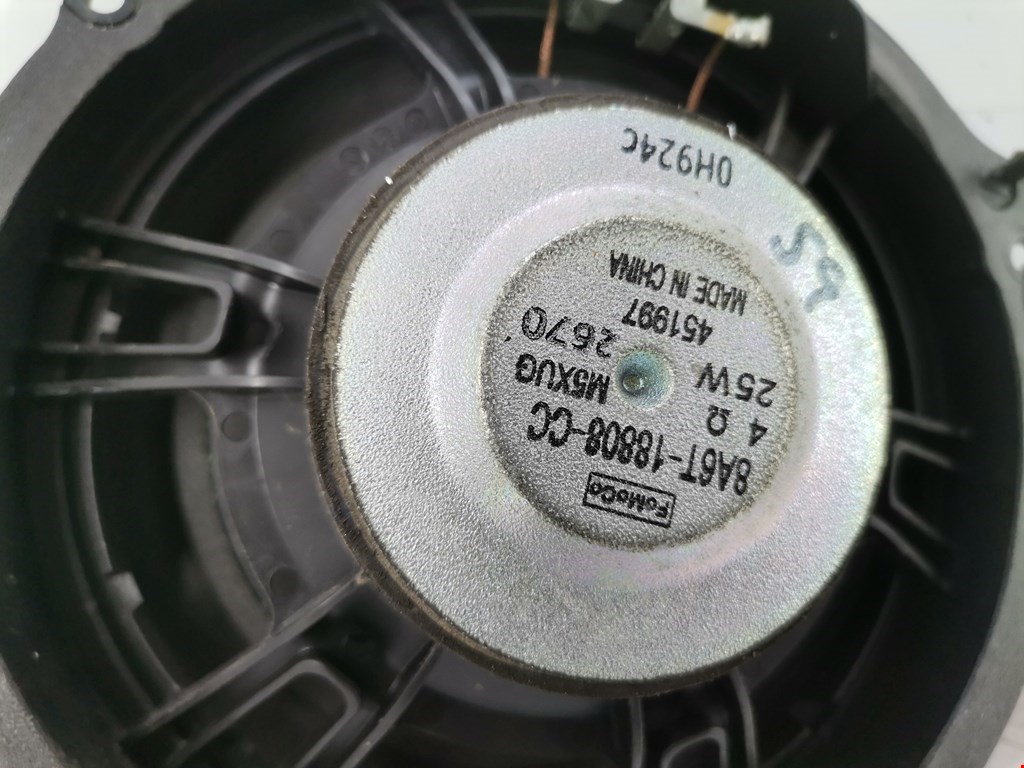 FoMoCo
8A6T-18808-CC
4 Ω M5XUG
25W 2670
451997
MADE IN CHINA
0H924C